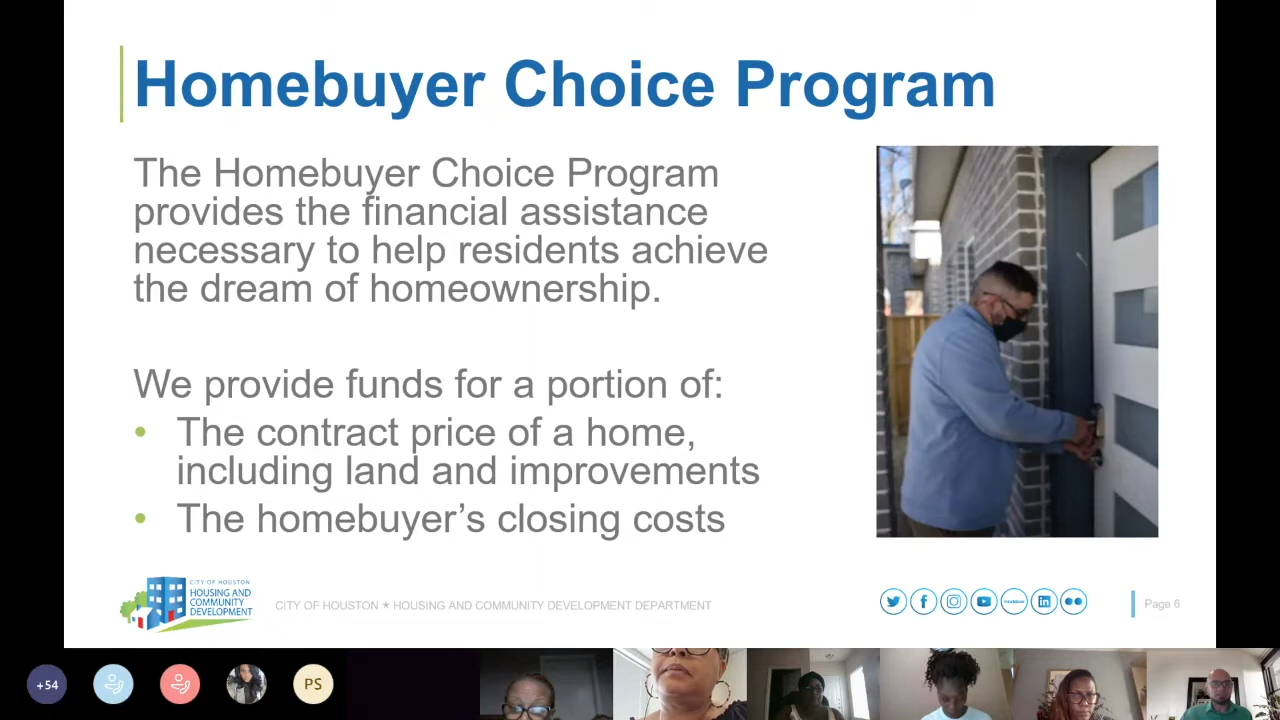 Homebuyer Choice Program
The Homebuyer Choice Program
provides the financial assistance
necessary to help residents achieve
the dream of homeownership.
We provide funds for a portion of:
• The contract price of a home,
including land and improvements
• The homebuyer’s closing costs
CITY OF HOUSTON
HOUSING AND
COMMUNITY
DEVELOPMENT
CITY OF HOUSTON ★ HOUSING AND COMMUNITY DEVELOPMENT DEPARTMENT
Page 6
+54
PS